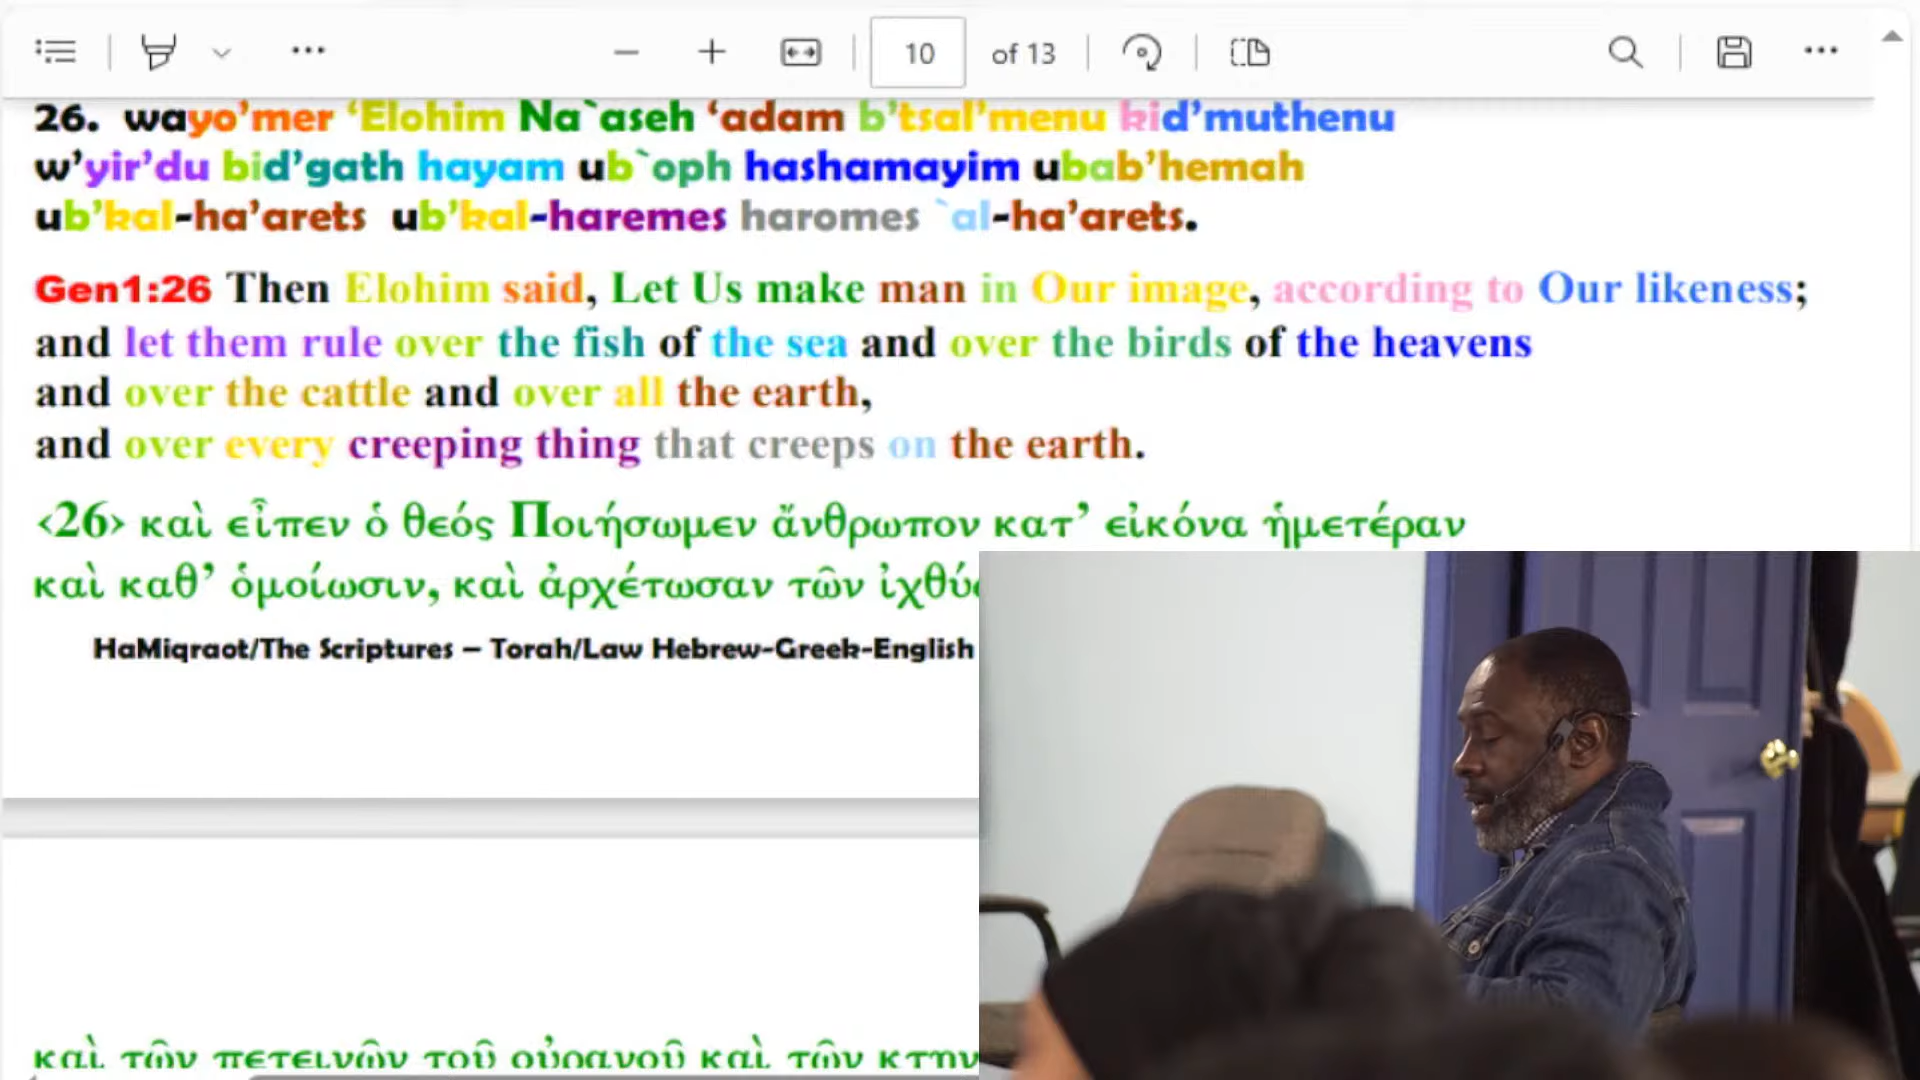 10 of 13
26. wayo’mer ‘Elohim Na`aseh ‘adam b’tsal’menu kid’muthenu
w’yir’du bid’gath hayam ub`oph hashamayim ubab’hemah
ub’kal-ha’arets ub’kal-haremes haromes `al-ha’arets.
Gen1:26 Then Elohim said, Let Us make man in Our image, according to Our likeness;
and let them rule over the fish of the sea and over the birds of the heavens
and over the cattle and over all the earth,
and over every creeping thing that creeps on the earth.
‹26› καὶ εἶπεν ὁ θεός Ποιήσωμεν ἄνθρωπον κατ’ εἰκόνα ἡμετέραν
καὶ καθ’ ὁμοίωσιν, καὶ ἀρχέτωσαν τῶν ἰχθύ
HaMiqraot/The Scriptures – Torah/Law Hebrew-Greek-English
καὶ τῶν πετεινῶν τοῦ οὐρανοῦ καὶ τῶν κτην